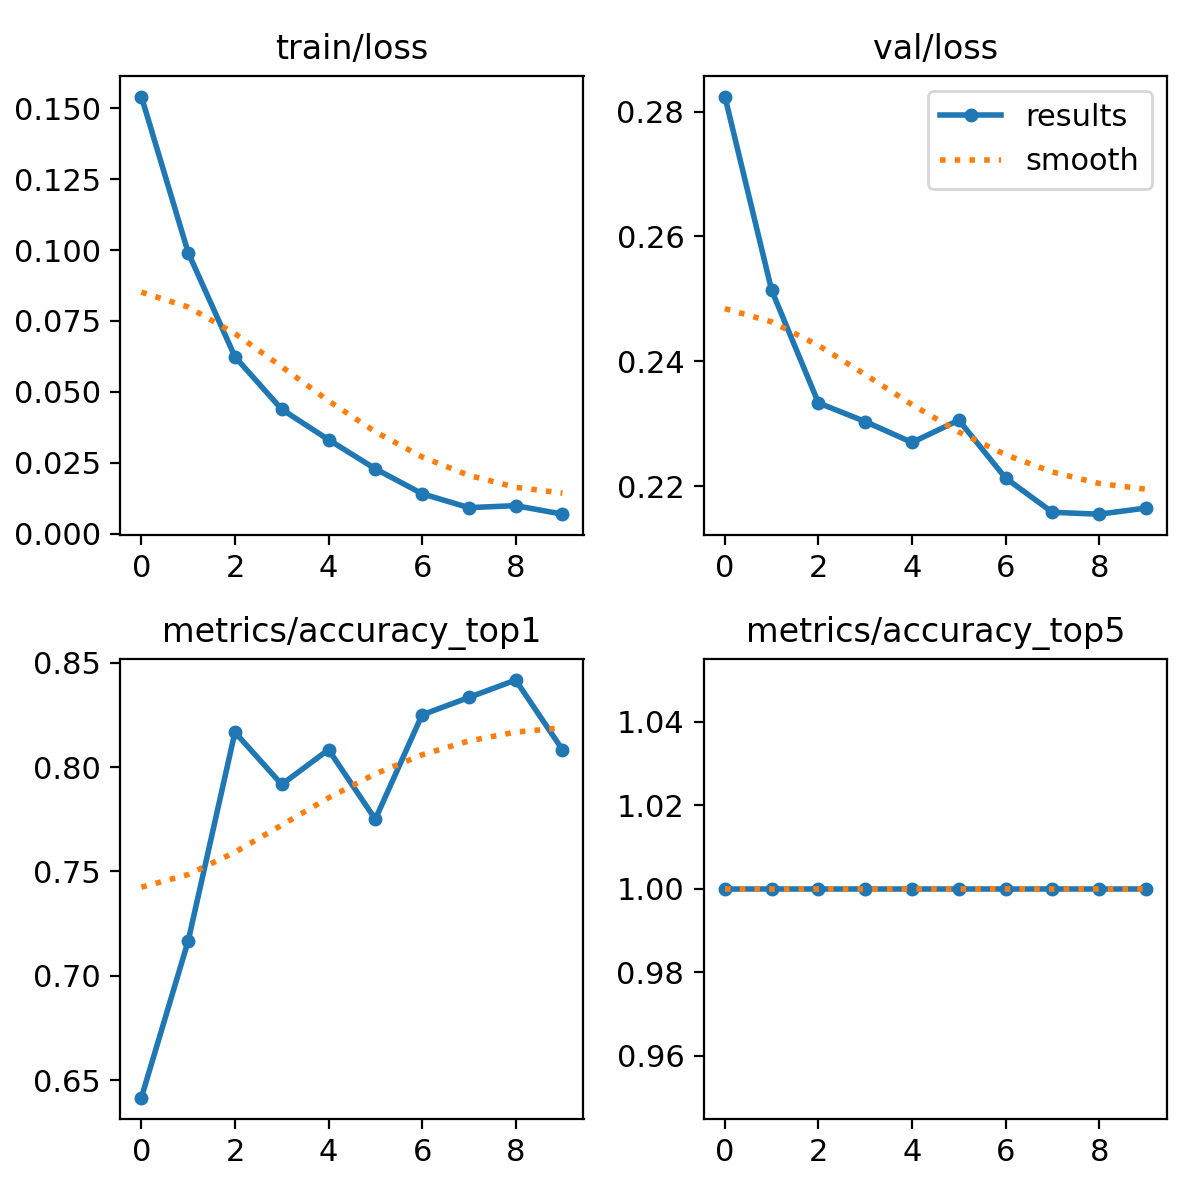 train/loss
0.150
0.125
0.100
0.075
0.050
0.025
0.000
0 2 4 6 8
val/loss
results
smooth
0.28
0.26
0.24
0.22
0 2 4 6 8
metrics/accuracy_top1
0.85
0.80
0.75
0.70
0.65
0 2 4 6 8
metrics/accuracy_top5
1.04
1.02
1.00
0.98
0.96
0 2 4 6 8